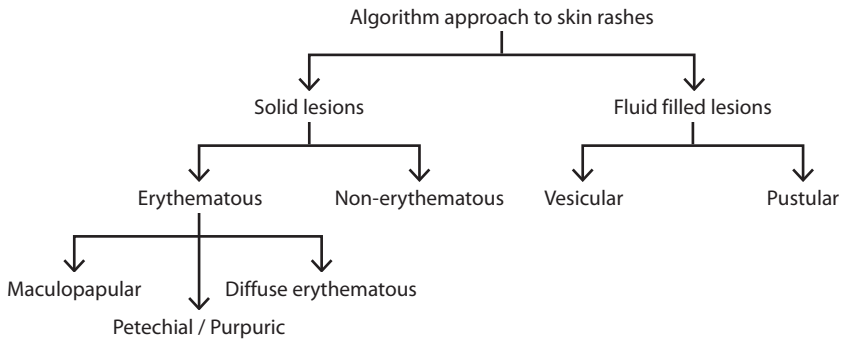 Algorithm approach to skin rashes
Solid lesions
Fluid filled lesions
Erythematous
Non-erythematous
Vesicular
Pustular
Maculopapular
Diffuse erythematous
Petechial / Purpuric